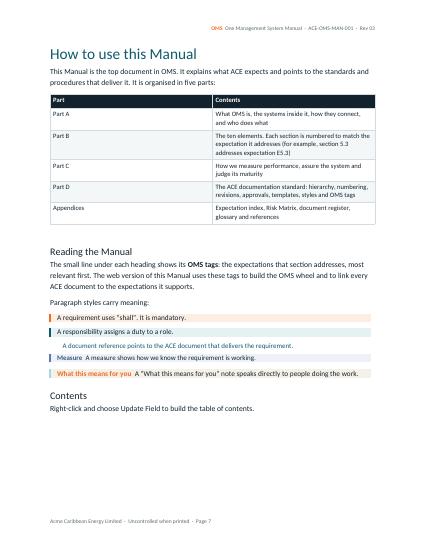 OMS One Management System Manual - ACE-OMS-MAN-001 - Rev 03
How to use this Manual
This Manual is the top document in OMS. It explains what ACE expects and points to the standards and
procedures that deliver it. It is organised in five parts:
Part Contents
Part A What OMS is, the systems inside it, how they connect,
and who does what
Part B The ten elements. Each section is numbered to match the
expectation it addresses (for example, section 5.3
addresses expectation E5.3)
Part C How we measure performance, assure the system and
judge its maturity
Part D The ACE documentation standard: hierarchy, numbering,
revisions, approvals, templates, styles and OMS tags
Appendices Expectation index, Risk Matrix, document register,
glossary and references
Reading the Manual
The small line under each heading shows its OMS tags: the expectations that section addresses, most
relevant first. The web version of this Manual uses these tags to build the OMS wheel and to link every
ACE document to the expectations it supports.
Paragraph styles carry meaning:
A requirement uses "shall". It is mandatory.
A responsibility assigns a duty to a role.
A document reference points to the ACE document that delivers the requirement.
Measure A measure shows how we know the requirement is working.
What this means for you A "What this means for you" note speaks directly to people doing the work.
Contents
Right-click and choose Update Field to build the table of contents.
Acme Caribbean Energy Limited - Uncontrolled when printed - Page 7